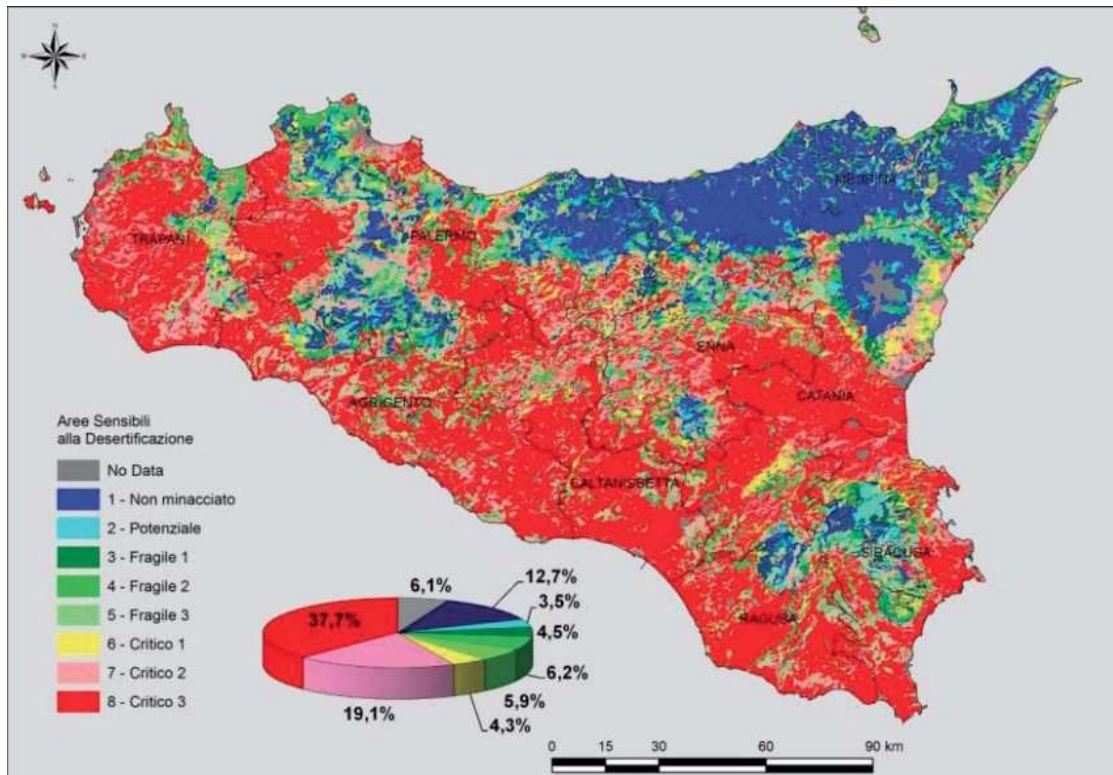 MESSINA
TRAPANI
PALERMO
ENNA
CATANIA
AGRIGENTO
CALTANISSETTA
SIRACUSA
RAGUSA
Aree Sensibili
alla Desertificazione
No Data
1 - Non minacciato
2 - Potenziale
3 - Fragile 1
4 - Fragile 2
5 - Fragile 3
6 - Critico 1
7 - Critico 2
8 - Critico 3
6,1%
12,7%
3,5%
4,5%
6,2%
5,9%
4,3%
19,1%
37,7%
0 15 30 60 90 km